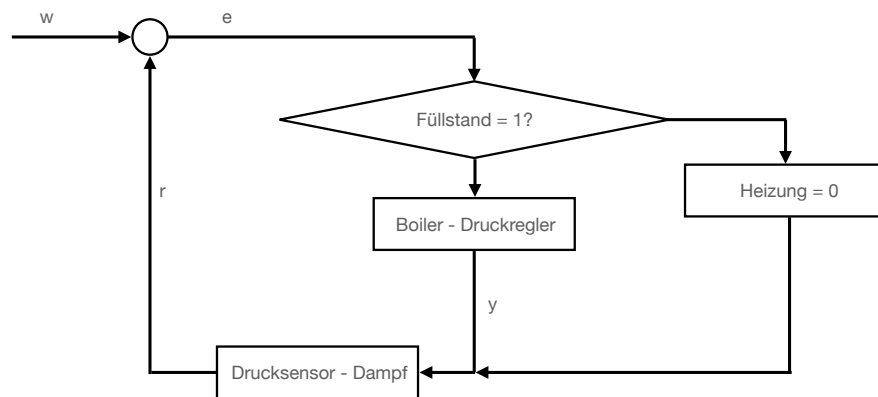 w
e
Füllstand = 1?
r
Heizung = 0
Boiler - Druckregler
y
Drucksensor - Dampf